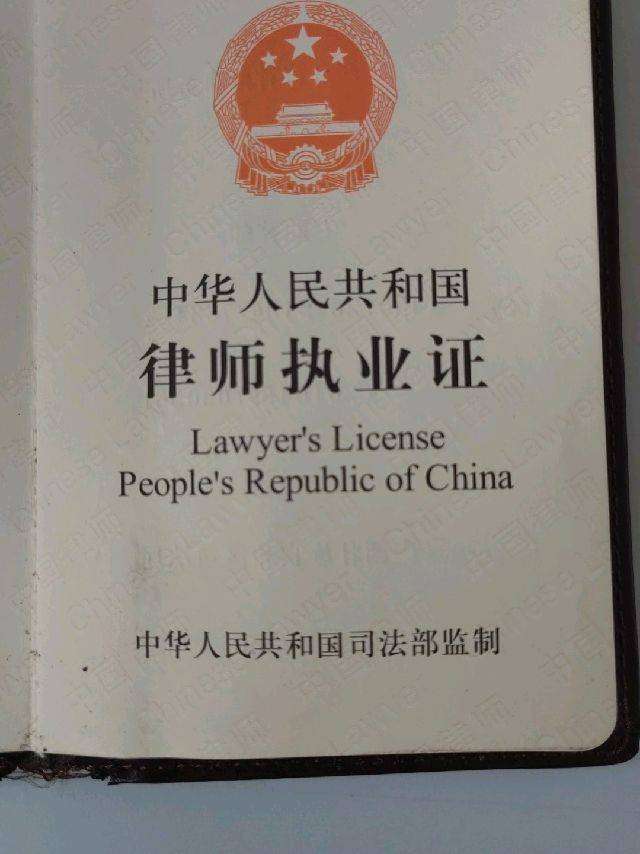 中华人民共和国
律师执业证
Lawyer's License
People's Republic of China
中华人民共和国司法部监制